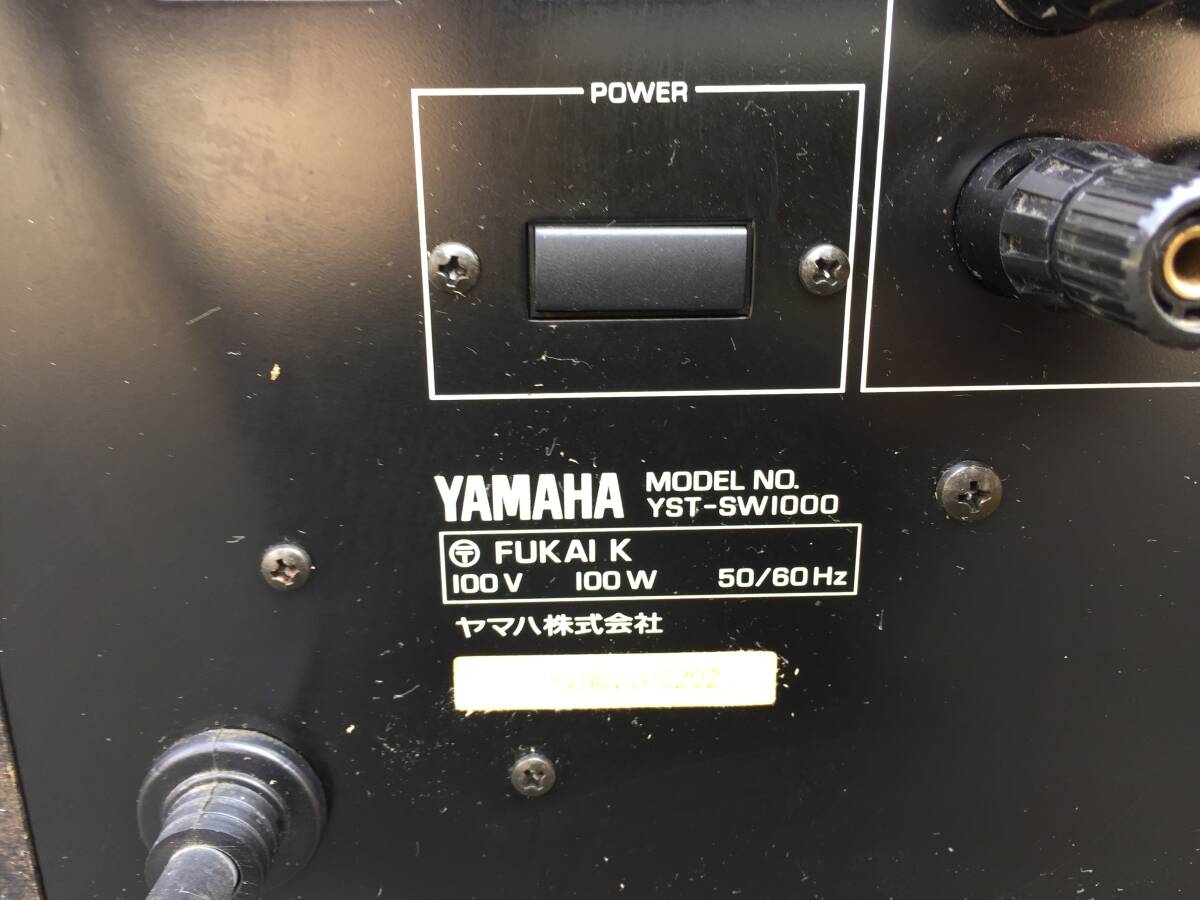 POWER
YAMAHA
MODEL NO.
YST-SW1000
〶 FUKAI K
100V 100W 50/60Hz
ヤマハ株式会社